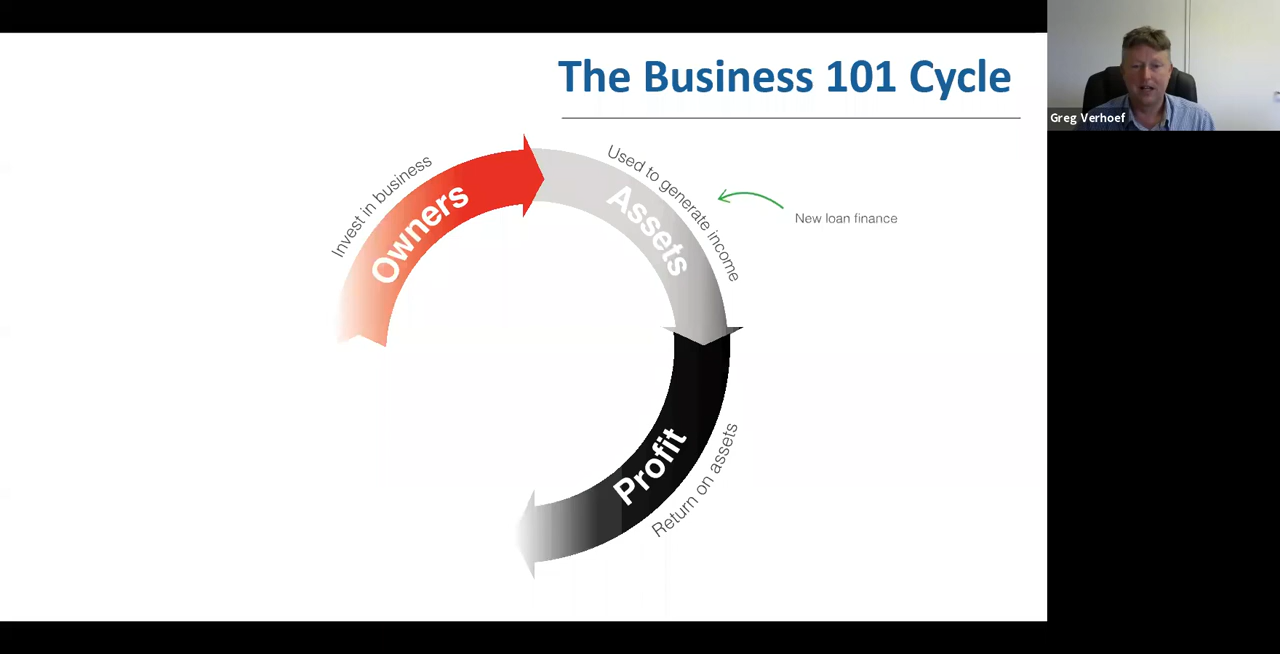 The Business 101 Cycle
Greg Verhoef
Invest in business
Owners
Used to generate income
Assets
New loan finance
Profit
Return on assets